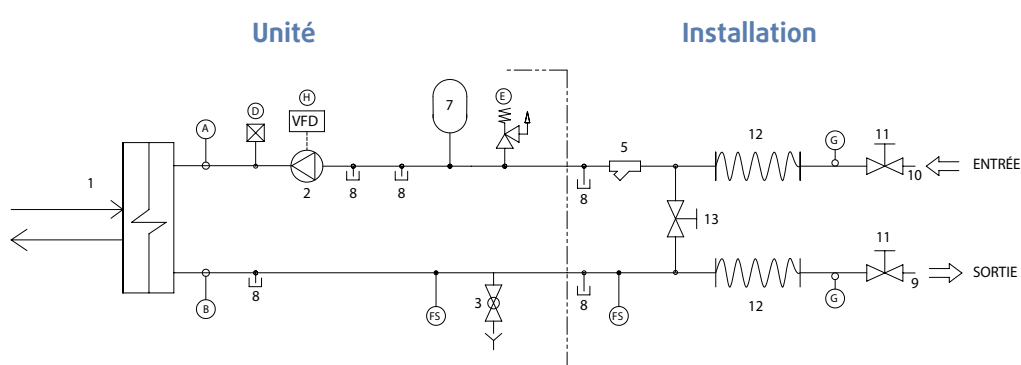 Unité
Installation
E
D
H
VFD
7
A
5
12
G
11
ENTRÉE
10
1
2
8
8
8
13
11
SORTIE
9
B
8
FS
3
8
FS
12
G